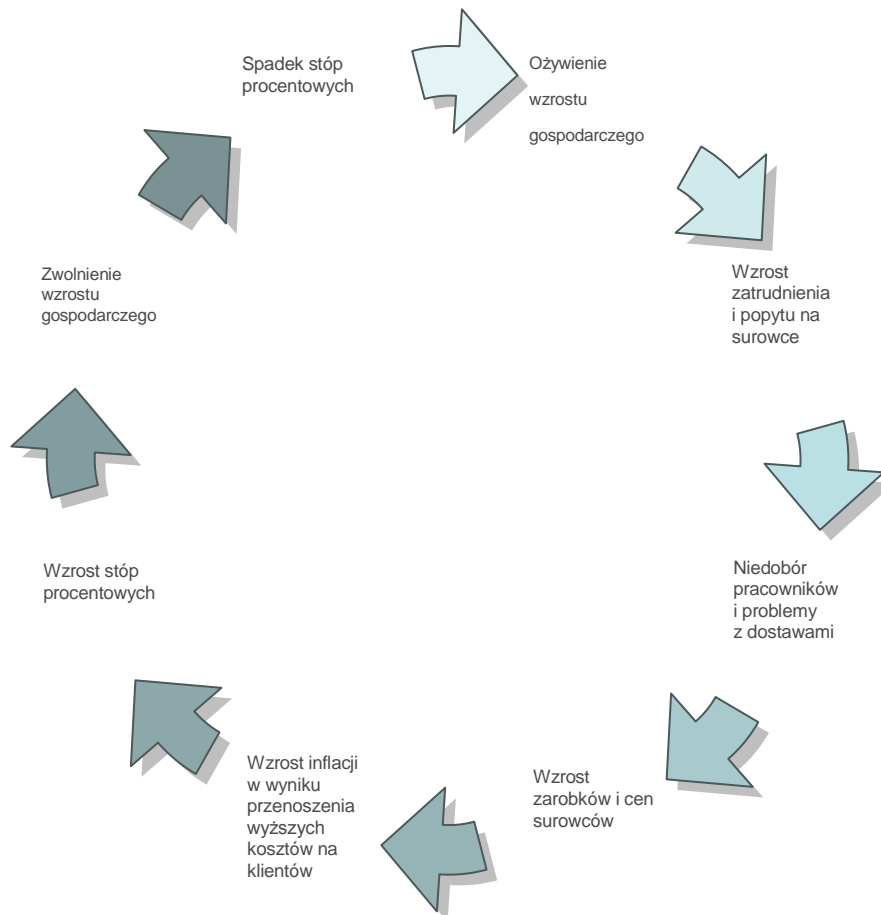 Spadek stóp
procentowych
Ożywienie
wzrostu
gospodarczego
Wzrost
zatrudnienia
i popytu na
surowce
Niedobór
pracowników
i problemy
z dostawami
Wzrost
zarobków i cen
surowców
Wzrost inflacji
w wyniku
przenoszenia
wyższych
kosztów na
klientów
Wzrost stóp
procentowych
Zwolnienie
wzrostu
gospodarczego